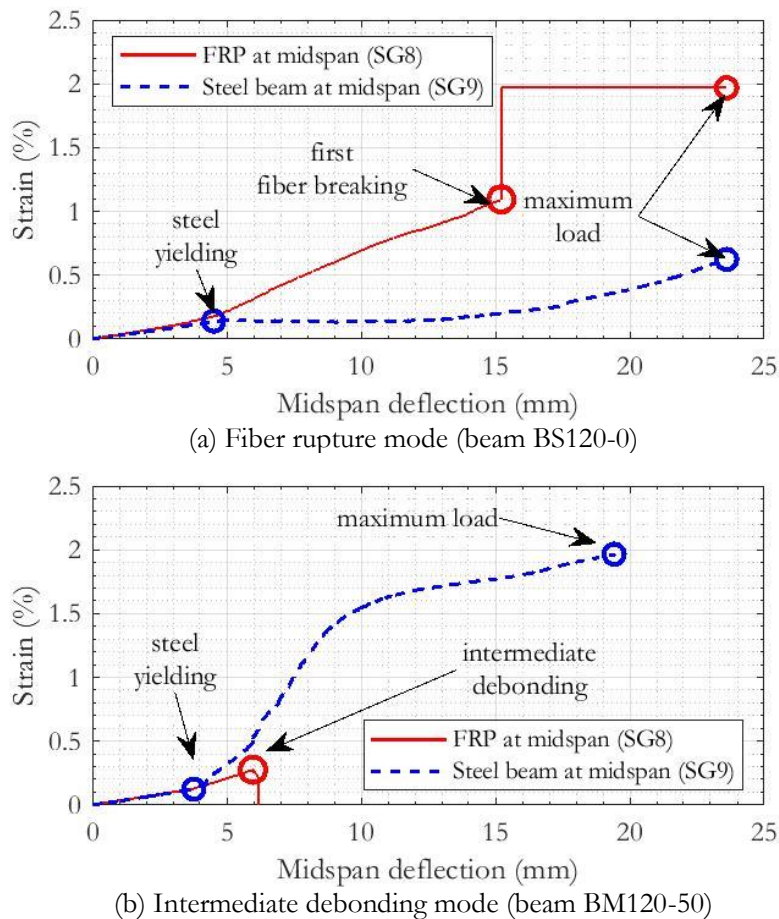 2.5
2
1.5
1
0.5
0
Strain (%)
FRP at midspan (SG8)
Steel beam at midspan (SG9)
first
fiber breaking
maximum
load
steel
yielding
0 5 10 15 20 25
Midspan deflection (mm)
(a) Fiber rupture mode (beam BS120-0)
2.5
2
1.5
1
0.5
0
Strain (%)
maximum load
steel
yielding
intermediate
debonding
FRP at midspan (SG8)
Steel beam at midspan (SG9)
0 5 10 15 20 25
Midspan deflection (mm)
(b) Intermediate debonding mode (beam BM120-50)